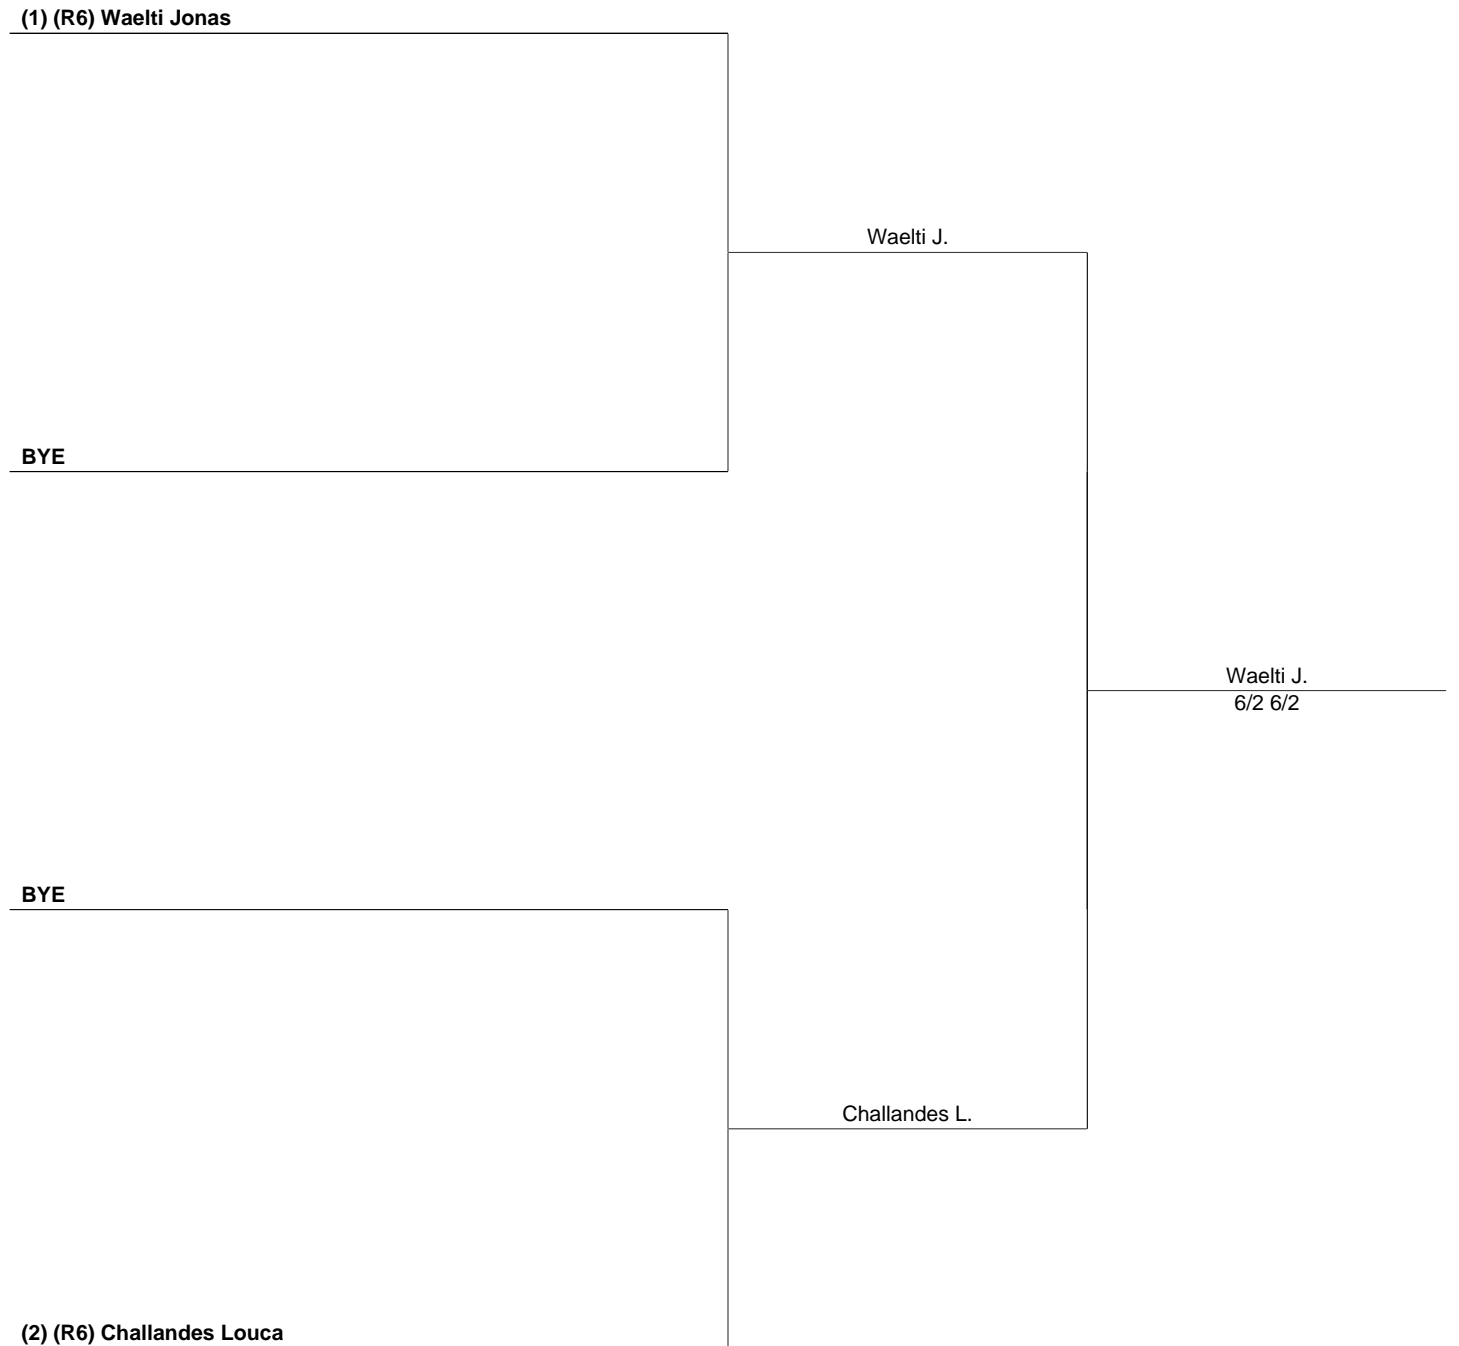 (1) (R6) Waelti Jonas
Waelti J.
BYE
Waelti J.
6/2 6/2
BYE
Challandes L.
(2) (R6) Challandes Louca